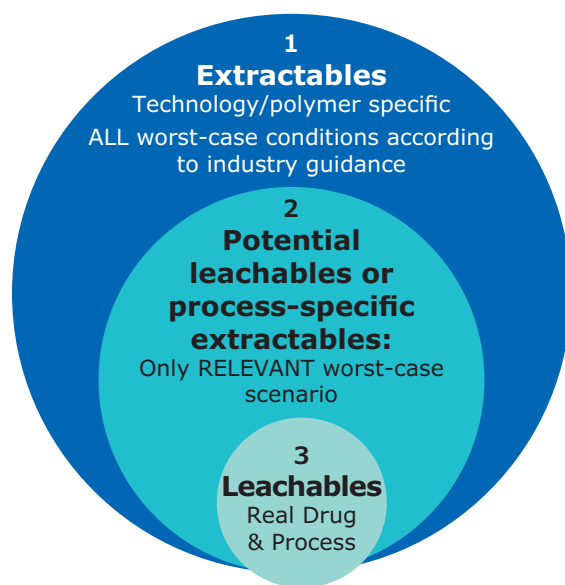 1
Extractables
Technology/polymer specific
ALL worst-case conditions according
to industry guidance
2
Potential
leachables or
process-specific
extractables:
Only RELEVANT worst-case
scenario
3
Leachables
Real Drug
& Process